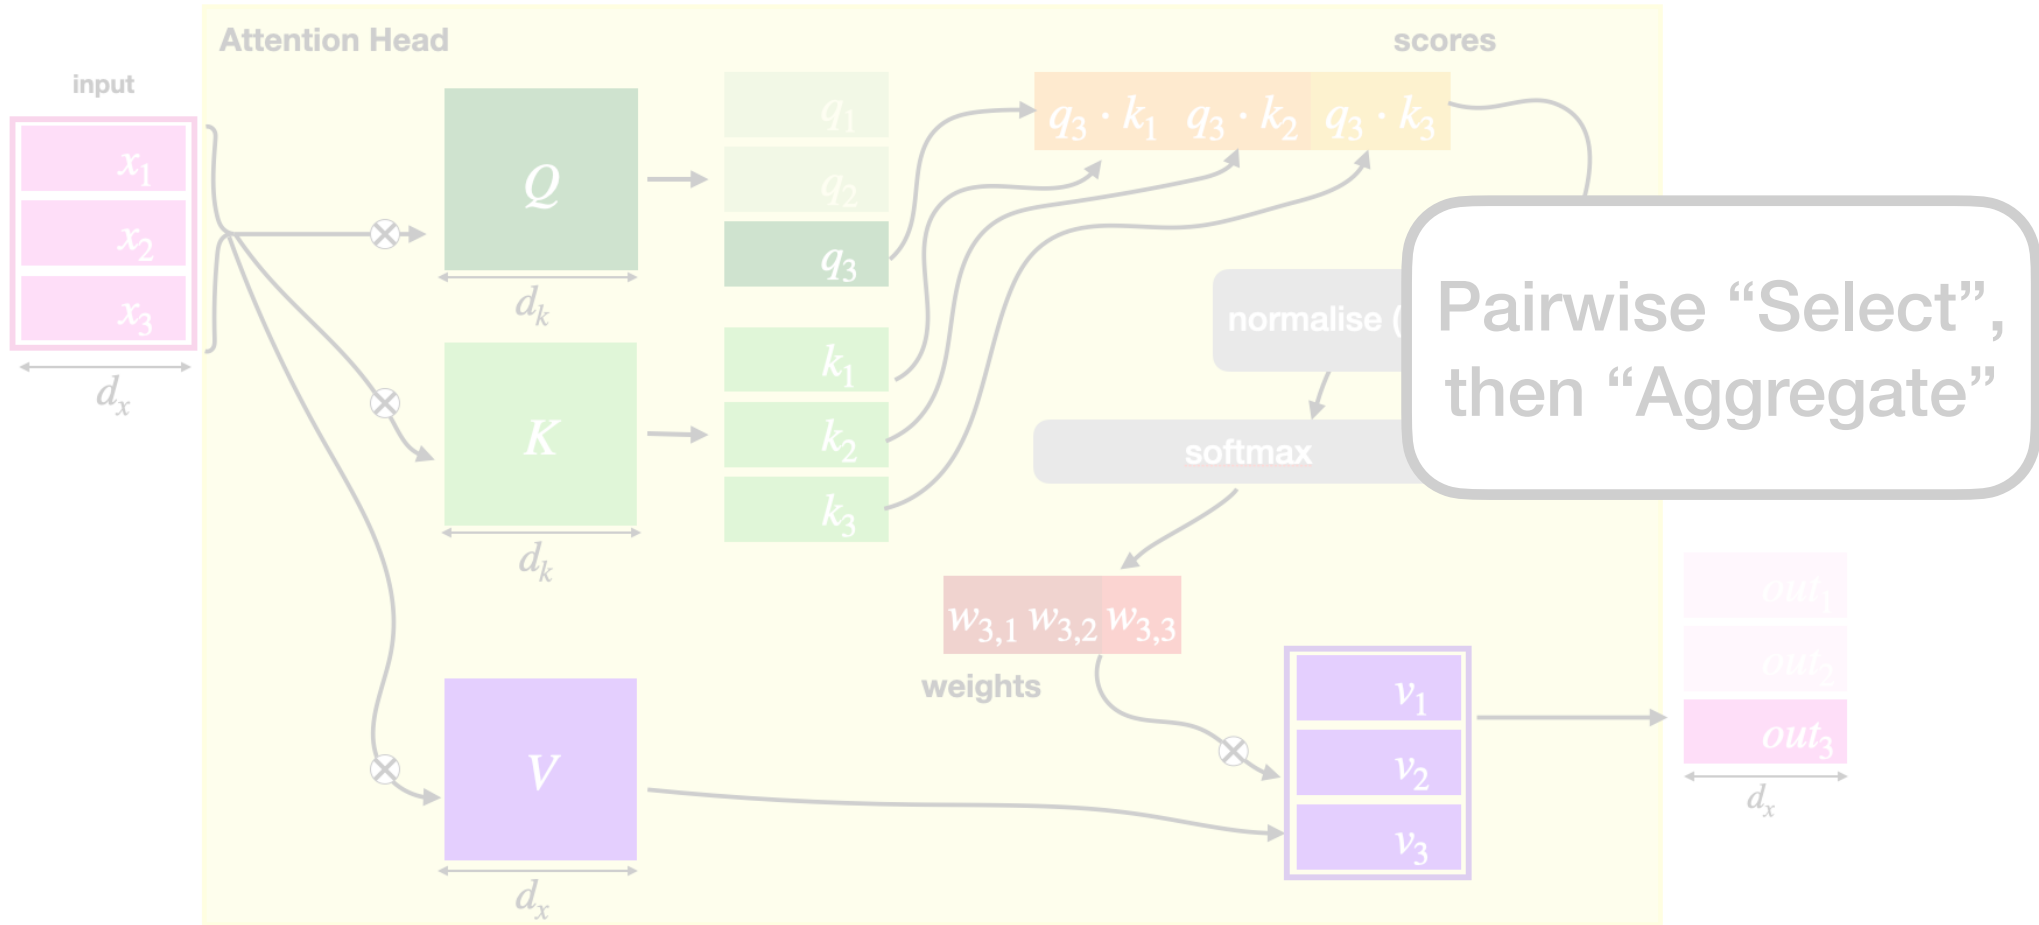 Attention Head
scores
input
q₁
q₃ · k₁ q₃ · k₂ q₃ · k₃
x₁
Q
q₂
x₂
q₃
x₃
dₖ
Pairwise “Select”,
then “Aggregate”
normalise (
k₁
dₓ
K
k₂
softmax
k₃
dₖ
w₃,₁ w₃,₂ w₃,₃
out₁
weights
out₂
v₁
out₃
V
v₂
dₓ
v₃
dₓ